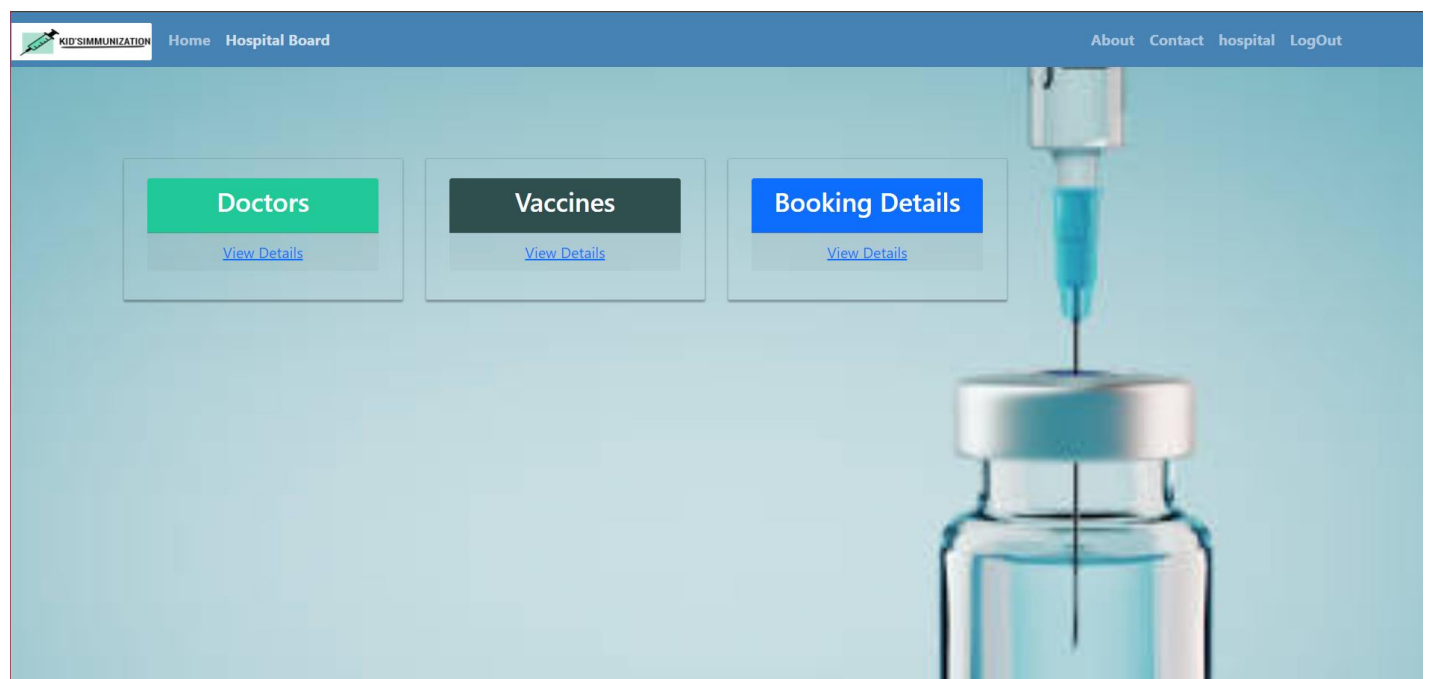 KID'SIMMUNIZATION Home Hospital Board About Contact hospital LogOut
Doctors Vaccines Booking Details
View Details View Details View Details